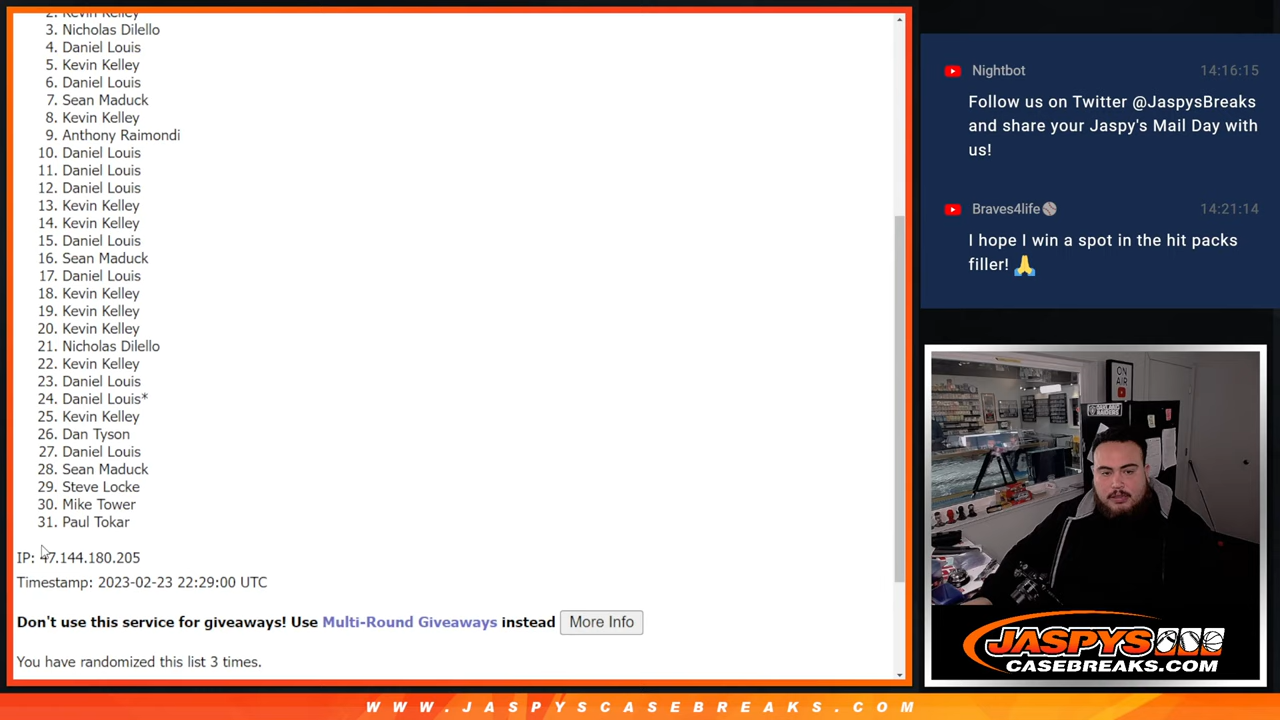 2. Kevin Kelley
3. Nicholas Dilello
4. Daniel Louis
5. Kevin Kelley
6. Daniel Louis
7. Sean Maduck
8. Kevin Kelley
9. Anthony Raimondi
10. Daniel Louis
11. Daniel Louis
12. Daniel Louis
13. Kevin Kelley
14. Kevin Kelley
15. Daniel Louis
16. Sean Maduck
17. Daniel Louis
18. Kevin Kelley
19. Kevin Kelley
20. Kevin Kelley
21. Nicholas Dilello
22. Kevin Kelley
23. Daniel Louis
24. Daniel Louis*
25. Kevin Kelley
26. Dan Tyson
27. Daniel Louis
28. Sean Maduck
29. Steve Locke
30. Mike Tower
31. Paul Tokar
IP: 47.144.180.205
Timestamp: 2023-02-23 22:29:00 UTC
Don't use this service for giveaways! Use Multi-Round Giveaways instead More Info
You have randomized this list 3 times.
Nightbot 14:16:15
Follow us on Twitter @JaspysBreaks
and share your Jaspy's Mail Day with
us!
Braves4life⚾ 14:21:14
I hope I win a spot in the hit packs
filler! 🙏
ON
AIR
JASPYS
CASEBREAKS.COM
WWW.JASPYSCASEBREAKS.COM